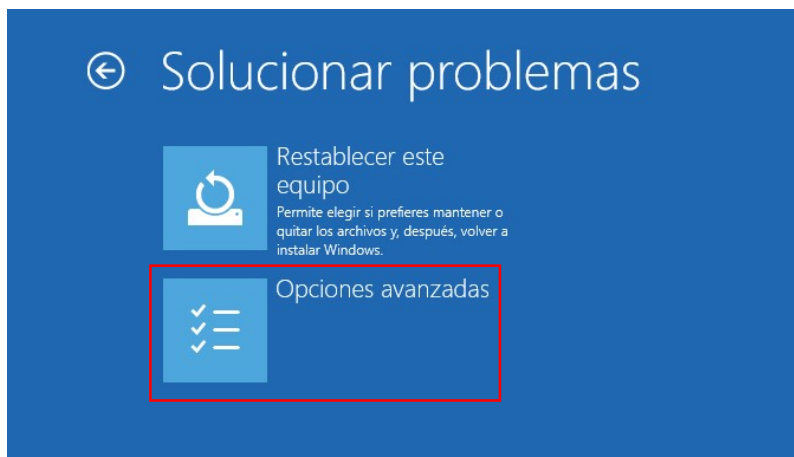 Solucionar problemas
Restablecer este
equipo
Permite elegir si prefieres mantener o
quitar los archivos y, después, volver a
instalar Windows.
Opciones avanzadas